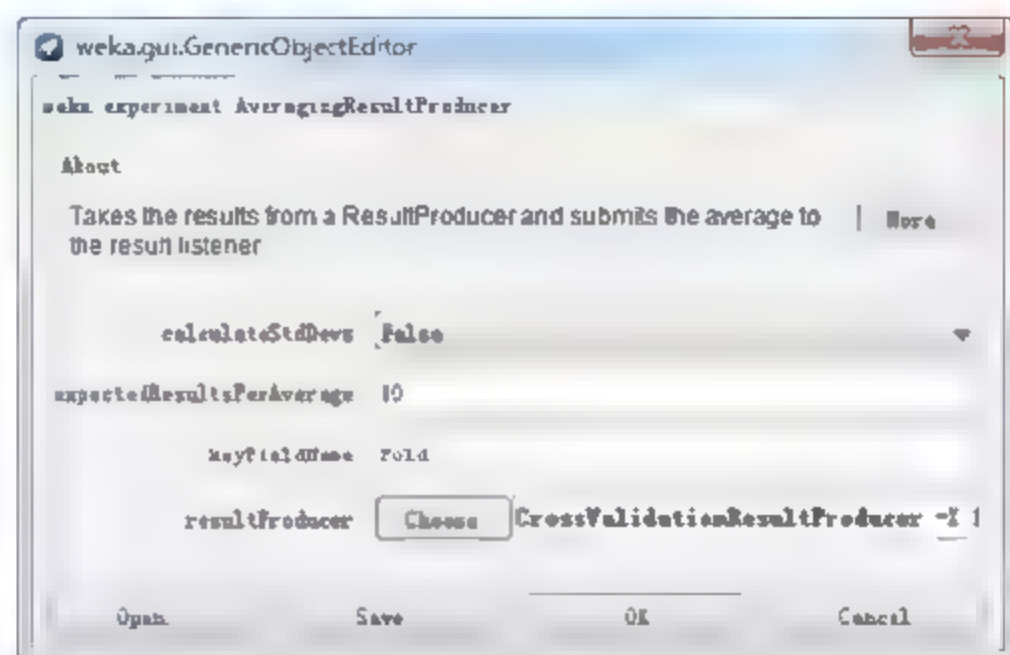 weka.gui.GenericObjectEditor
weka experiment AveragingResultProducer
About
Takes the results from a ResultProducer and submits the average to
the result listener
More
calculateStdDevs False
expectedResultsPerAverage 10
keyFieldName Fold
resultProducer Choose CrossValidationResultProducer -X 1
Open. Save OK Cancel